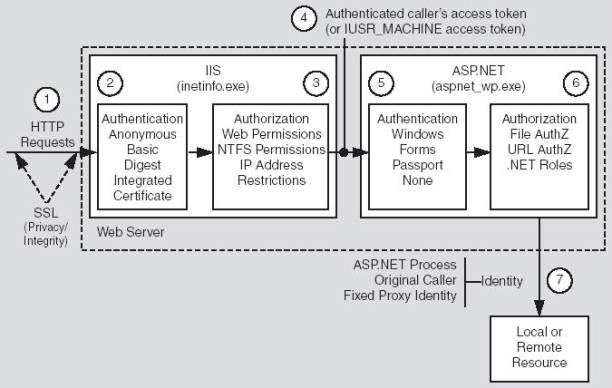 4
Authenticated caller's access token
(or IUSR_MACHINE access token)
IIS
(inetinfo.exe)
ASP.NET
(aspnet_wp.exe)
1
2
3
5
6
HTTP
Requests
Authentication
Anonymous
Basic
Digest
Integrated
Certificate
Authorization
Web Permissions
NTFS Permissions
IP Address
Restrictions
Authentication
Windows
Forms
Passport
None
Authorization
File AuthZ
URL AuthZ
.NET Roles
SSL
(Privacy/
Integrity)
Web Server
ASP.NET Process
Original Caller
Fixed Proxy Identity
Identity
7
Local or
Remote
Resource